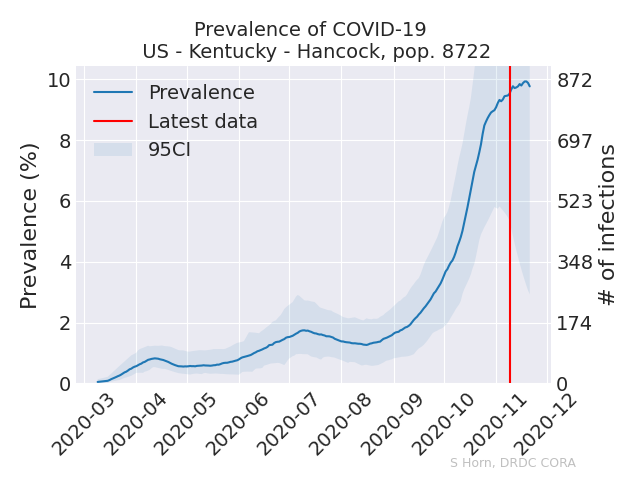 Prevalence of COVID-19
US - Kentucky - Hancock, pop. 8722
Prevalence
Latest data
95CI
Prevalence (%)
10
8
6
4
2
0
872
697
523
348
174
0
# of infections
2020-03
2020-04
2020-05
2020-06
2020-07
2020-08
2020-09
2020-10
2020-11
2020-12
S Horn, DRDC CORA